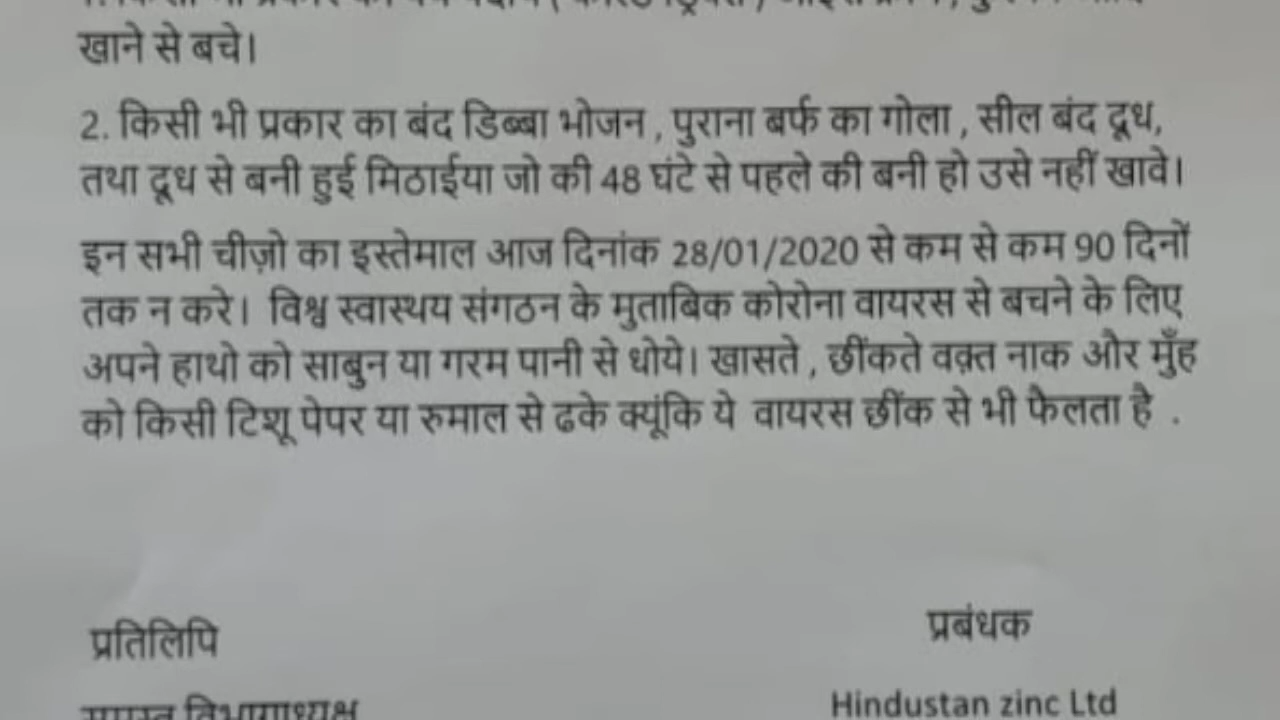 खाने से बचे।
2. किसी भी प्रकार का बंद डिब्बा भोजन , पुराना बर्फ का गोला , सील बंद दूध,
तथा दूध से बनी हुई मिठाईया जो की 48 घंटे से पहले की बनी हो उसे नहीं खावे।
इन सभी चीज़ो का इस्तेमाल आज दिनांक 28/01/2020 से कम से कम 90 दिनों
तक न करे। विश्व स्वास्थय संगठन के मुताबिक कोरोना वायरस से बचने के लिए
अपने हाथो को साबुन या गरम पानी से धोये। खासते , छींकते वक़्त नाक और मुँह
को किसी टिशू पेपर या रुमाल से ढके क्यूंकि ये वायरस छींक से भी फैलता है .
प्रबंधक
प्रतिलिपि
Hindustan zinc Ltd
समस्त विभागाध्यक्ष